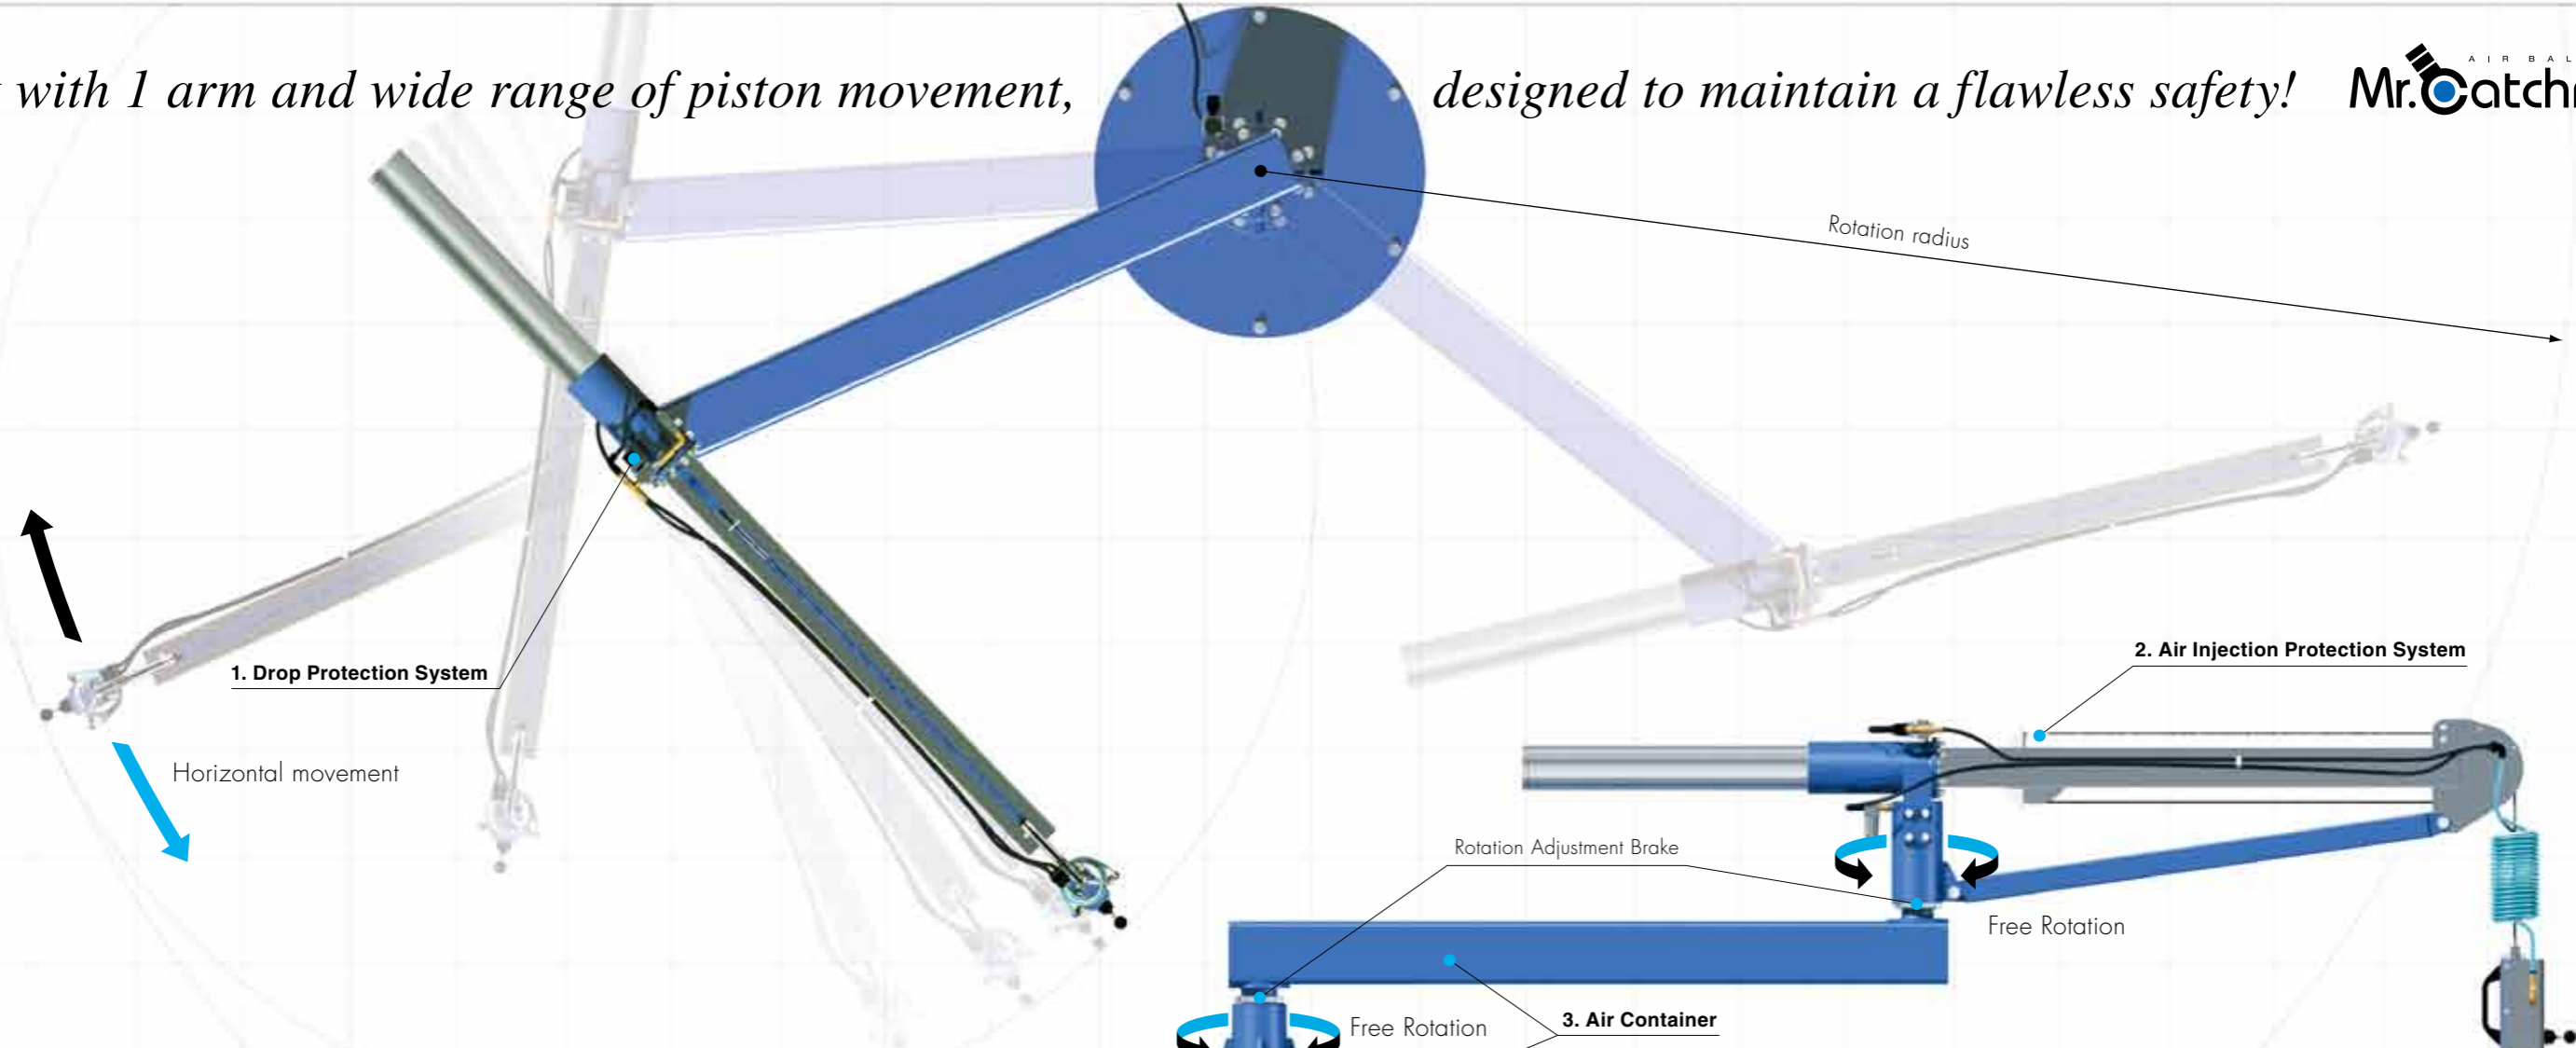 with 1 arm and wide range of piston movement, designed to maintain a flawless safety!
AIR BAL
Mr.Catch
Rotation radius
1. Drop Protection System
2. Air Injection Protection System
Horizontal movement
Rotation Adjustment Brake
Free Rotation
3. Air Container
Free Rotation